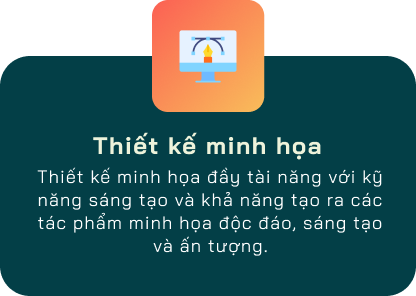 Thiết kế minh họa
Thiết kế minh họa đầy tài năng với kỹ
năng sáng tạo và khả năng tạo ra các
tác phẩm minh họa độc đáo, sáng tạo
và ấn tượng.